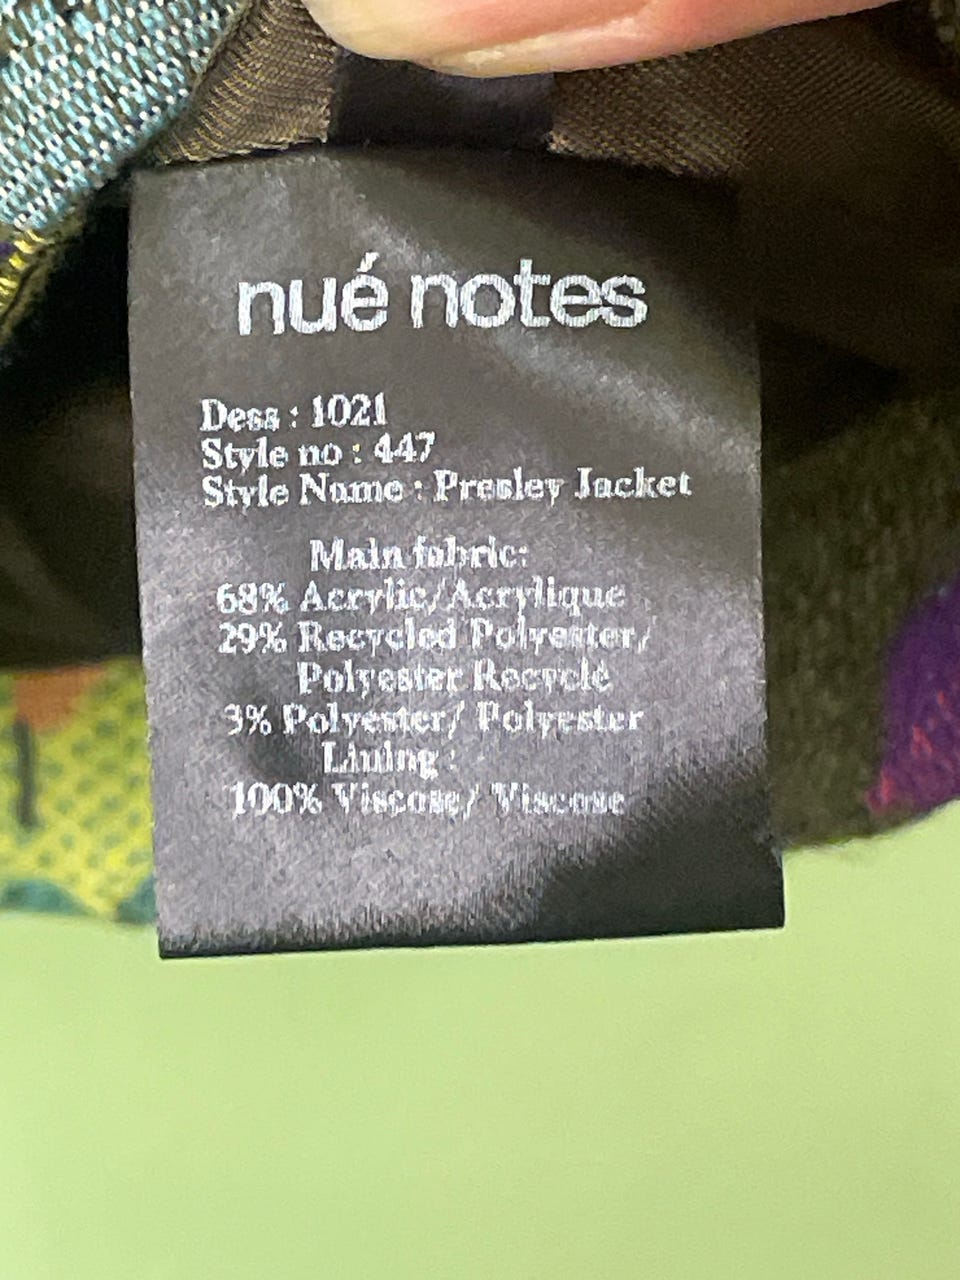 nué notes
Dess : 1021
Style no : 447
Style Name : Presley Jacket
Main fabric:
68% Acrylic/Acrylique
29% Recycled Polyester/
Polyester Recyclé
3% Polyester/ Polyester
Lining :
100% Viscose/ Viscose